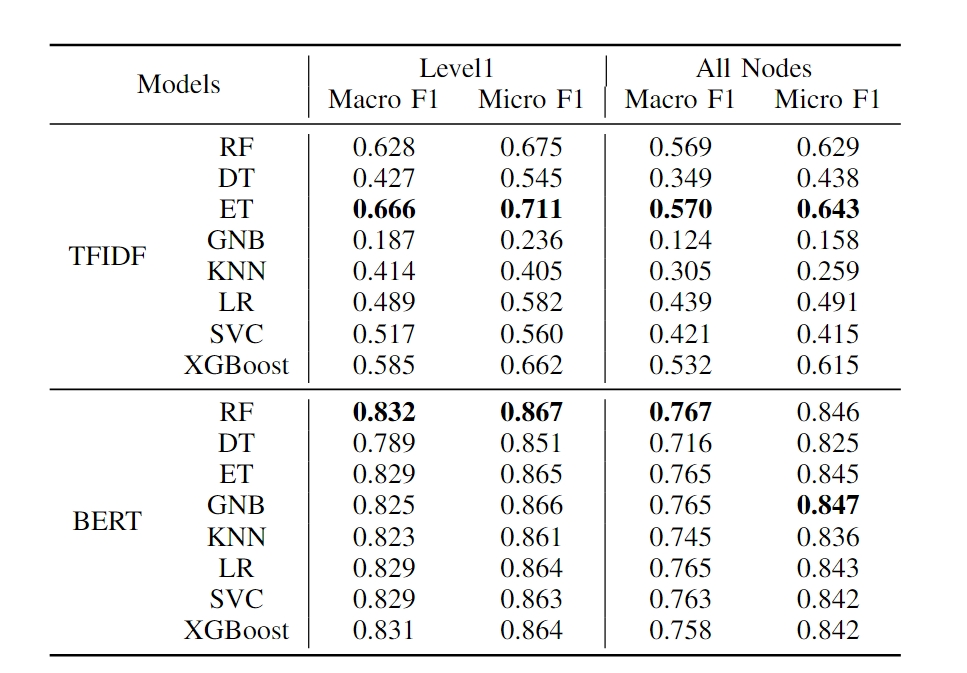 Models Level1 All Nodes
Macro F1 Micro F1 Macro F1 Micro F1
RF 0.628 0.675 0.569 0.629
DT 0.427 0.545 0.349 0.438
ET 0.666 0.711 0.570 0.643
TFIDF GNB 0.187 0.236 0.124 0.158
KNN 0.414 0.405 0.305 0.259
LR 0.489 0.582 0.439 0.491
SVC 0.517 0.560 0.421 0.415
XGBoost 0.585 0.662 0.532 0.615
RF 0.832 0.867 0.767 0.846
DT 0.789 0.851 0.716 0.825
ET 0.829 0.865 0.765 0.845
BERT GNB 0.825 0.866 0.765 0.847
KNN 0.823 0.861 0.745 0.836
LR 0.829 0.864 0.765 0.843
SVC 0.829 0.863 0.763 0.842
XGBoost 0.831 0.864 0.758 0.842